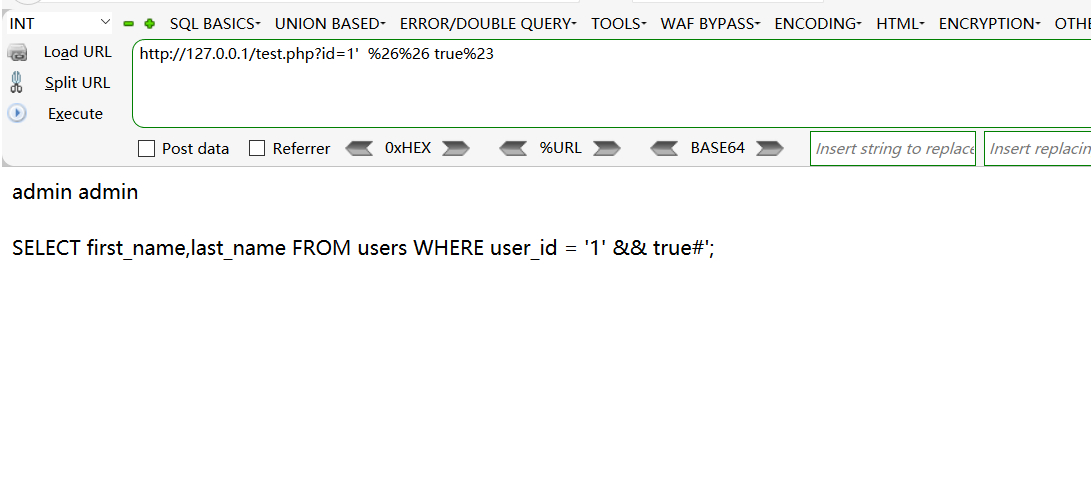 INT SQL BASICS UNION BASED ERROR/DOUBLE QUERY TOOLS WAF BYPASS ENCODING HTML ENCRYPTION OTHE
Load URL http://127.0.0.1/test.php?id=1'  %26%26 true%23
Split URL
Execute
Post data Referrer 0xHEX %URL BASE64 Insert string to replace Insert replacin
admin admin
SELECT first_name,last_name FROM users WHERE user_id = '1' && true#';